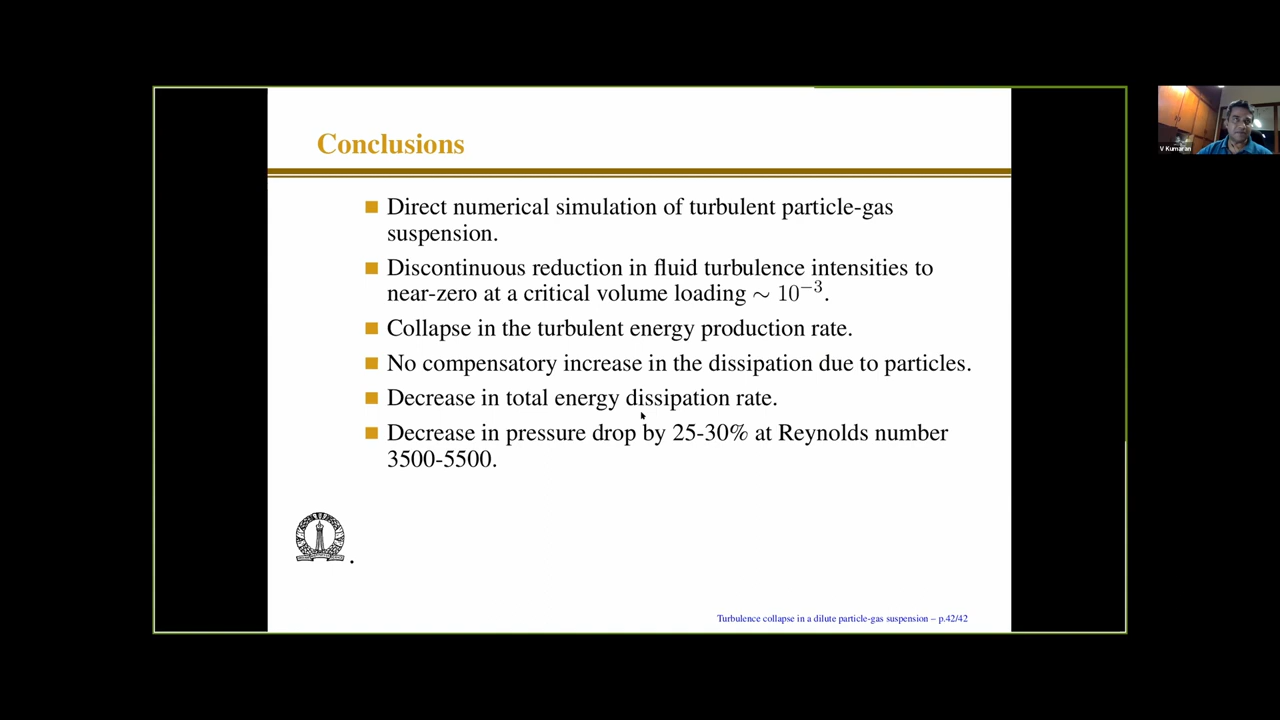 Conclusions
Direct numerical simulation of turbulent particle-gas
suspension.
Discontinuous reduction in fluid turbulence intensities to
near-zero at a critical volume loading ∼ 10⁻³.
Collapse in the turbulent energy production rate.
No compensatory increase in the dissipation due to particles.
Decrease in total energy dissipation rate.
Decrease in pressure drop by 25-30% at Reynolds number
3500-5500.
.
Turbulence collapse in a dilute particle-gas suspension – p.42/42
V Kumaran